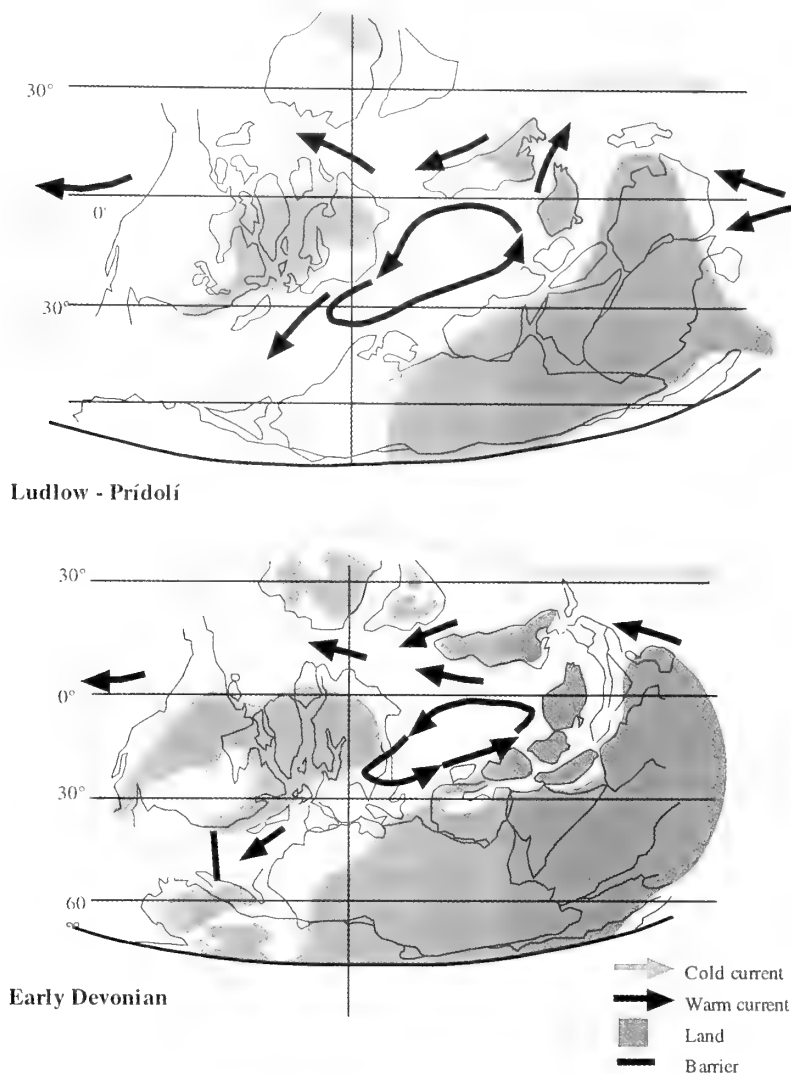 30°
0°
30°
Ludlow - Prídolí
30°
0°
30°
60
Early Devonian
Cold current
Warm current
Land
Barrier